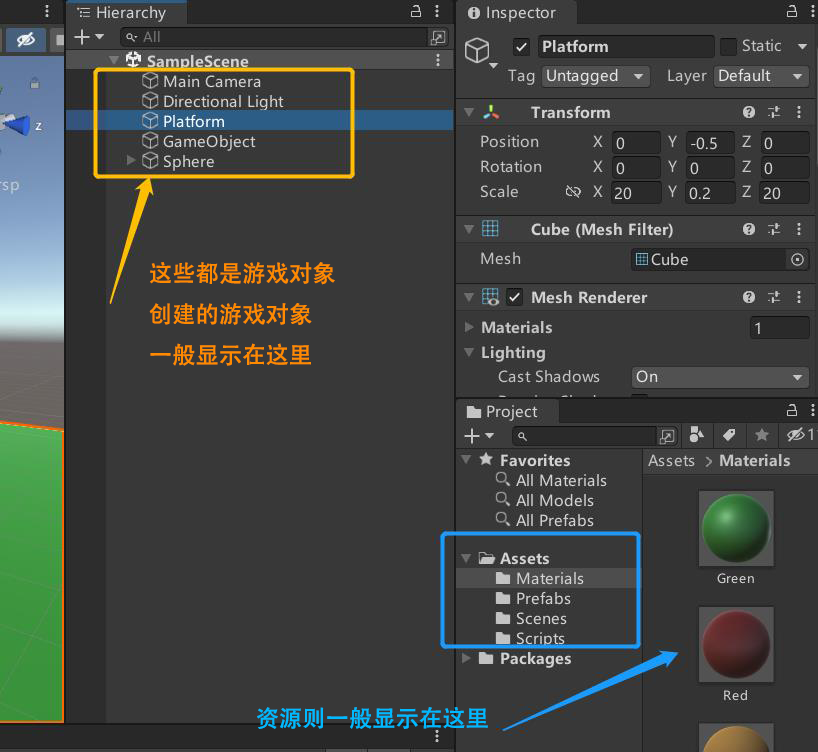 Hierarchy
All
SampleScene
Main Camera
Directional Light
Platform
GameObject
Sphere
z
rsp
这些都是游戏对象
创建的游戏对象
一般显示在这里
Inspector
Platform
Static
Tag Untagged Layer Default
Transform
Position X 0 Y -0.5 Z 0
Rotation X 0 Y 0 Z 0
Scale X 20 Y 0.2 Z 20
Cube (Mesh Filter)
Mesh Cube
Mesh Renderer
Materials 1
Lighting
Cast Shadows On
Project
Favorites
All Materials
All Models
All Prefabs
Assets
Materials
Prefabs
Scenes
Scripts
Packages
Assets > Materials
Green
Red
资源则一般显示在这里